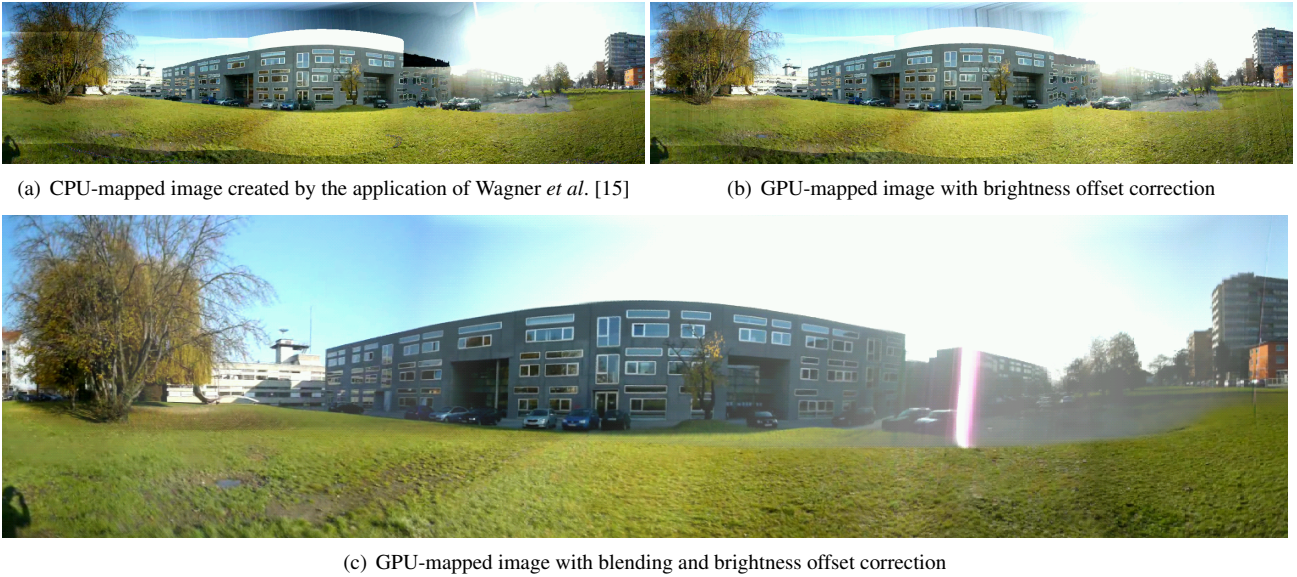 (a) CPU-mapped image created by the application of Wagner et al. [15]
(b) GPU-mapped image with brightness offset correction
(c) GPU-mapped image with blending and brightness offset correction